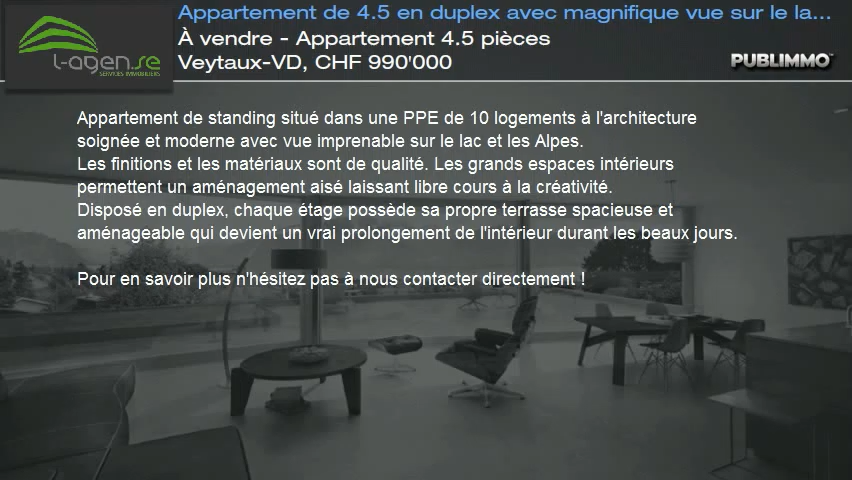 Appartement de 4.5 en duplex avec magnifique vue sur le la...
À vendre - Appartement 4.5 pièces
Veytaux-VD, CHF 990'000
l-agen.se
SERVICES IMMOBILIERS
PUBLIMMO
Appartement de standing situé dans une PPE de 10 logements à l'architecture
soignée et moderne avec vue imprenable sur le lac et les Alpes.
Les finitions et les matériaux sont de qualité. Les grands espaces intérieurs
permettent un aménagement aisé laissant libre cours à la créativité.
Disposé en duplex, chaque étage possède sa propre terrasse spacieuse et
aménageable qui devient un vrai prolongement de l'intérieur durant les beaux jours.
Pour en savoir plus n'hésitez pas à nous contacter directement !